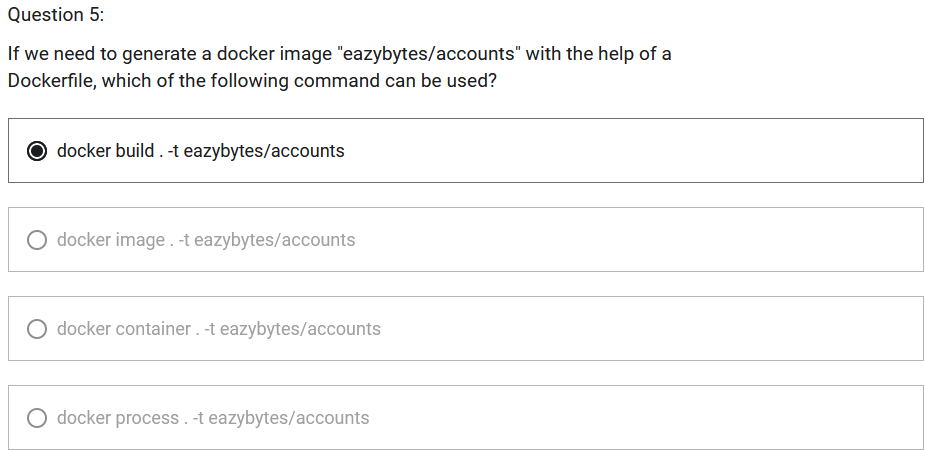 Question 5:
If we need to generate a docker image "eazybytes/accounts" with the help of a
Dockerfile, which of the following command can be used?
docker build . -t eazybytes/accounts
docker image . -t eazybytes/accounts
docker container . -t eazybytes/accounts
docker process . -t eazybytes/accounts